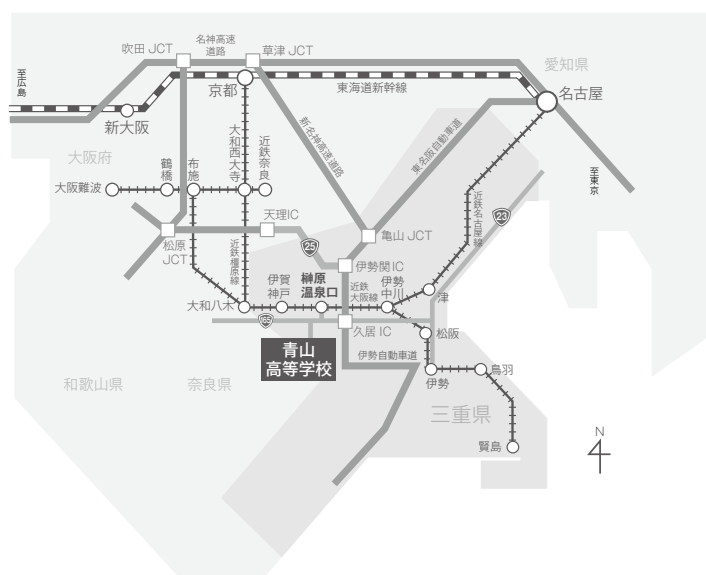 名神高速
道路
吹田 JCT
草津 JCT
愛知県
至広島
京都
東海道新幹線
名古屋
新大阪
大和西大寺
近鉄奈良
新名神高速道路
東名阪自動車道
大阪府
鶴橋
布施
至東京
大阪難波
近鉄名古屋線
23
天理IC
亀山 JCT
松原
JCT
近鉄橿原線
25
伊勢関 IC
伊賀
神戸
榊原
温泉口
近鉄
大阪線
伊勢
中川
津
大和八木
久居 IC
松阪
青山
高等学校
伊勢自動車道
伊勢
鳥羽
和歌山県
奈良県
三重県
賢島
N